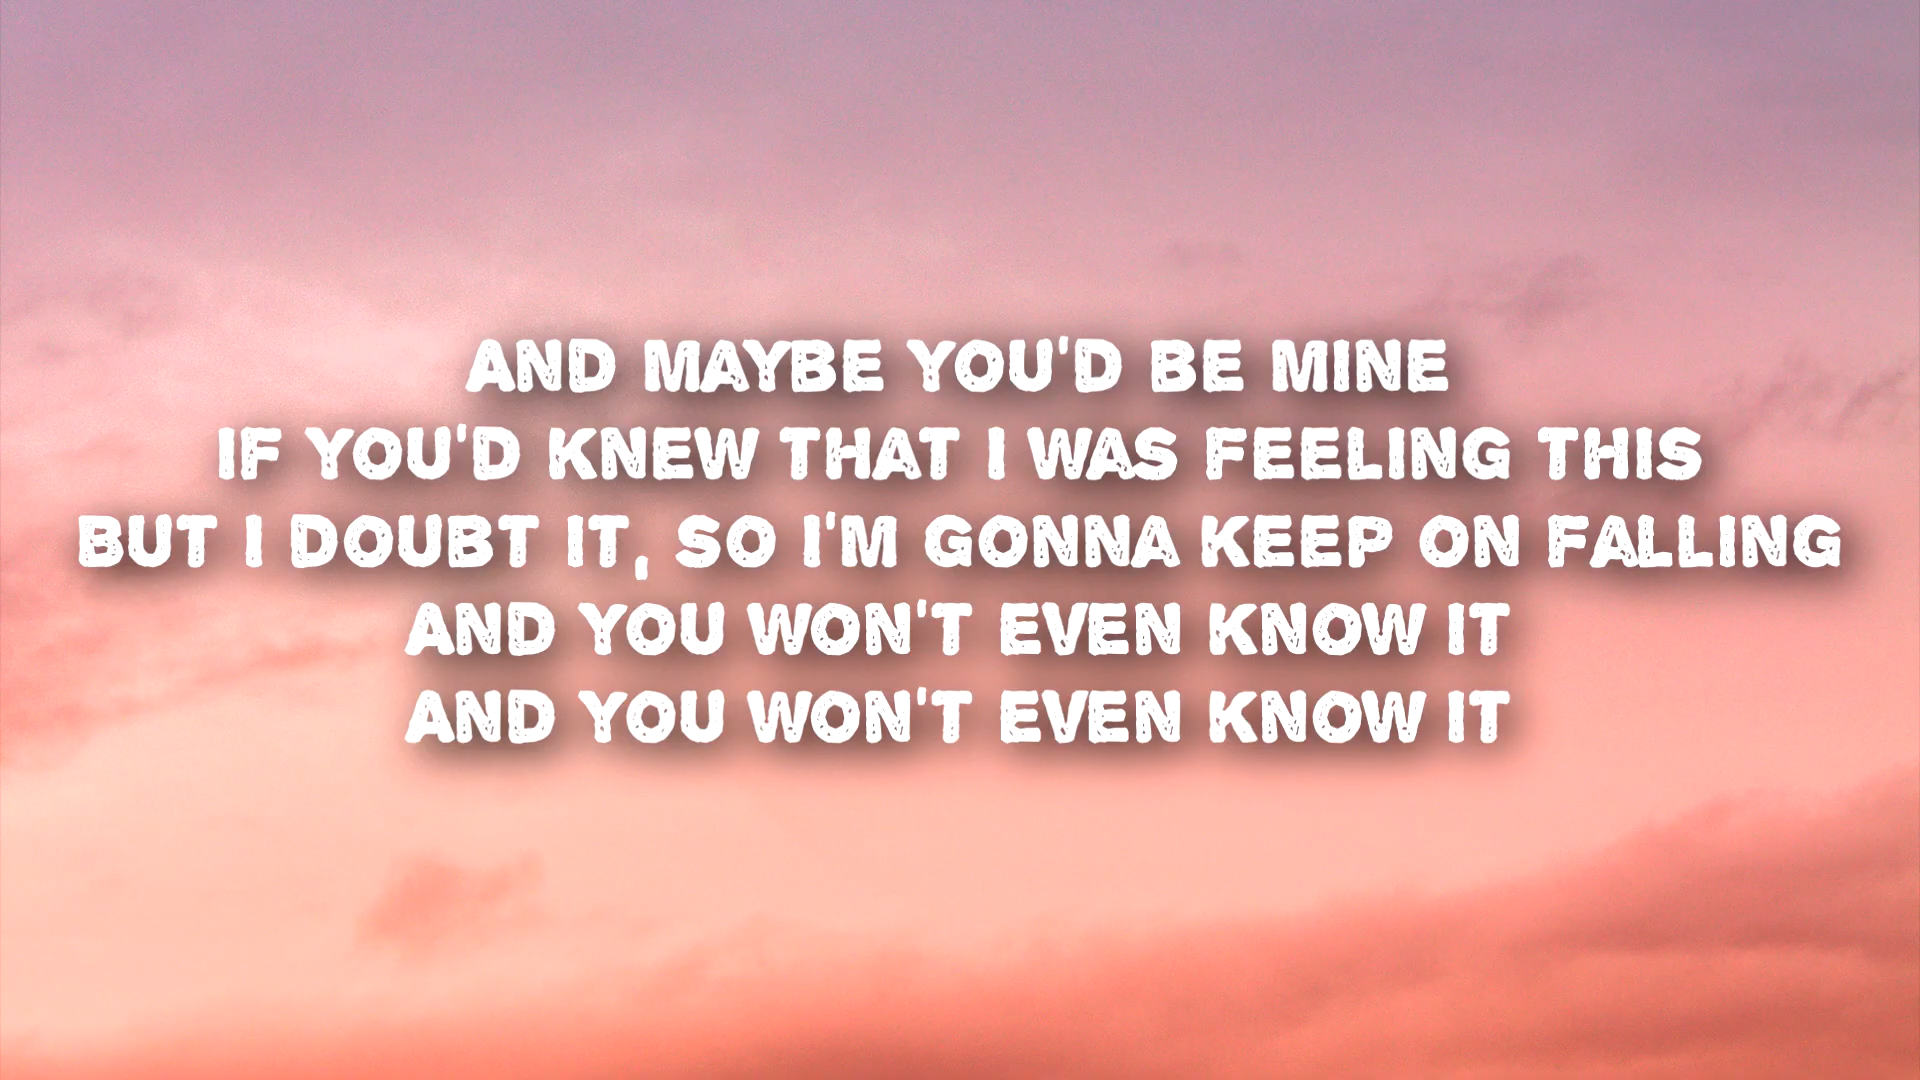 AND MAYBE YOU'D BE MINE
IF YOU'D KNEW THAT I WAS FEELING THIS
BUT I DOUBT IT, SO I'M GONNA KEEP ON FALLING
AND YOU WON'T EVEN KNOW IT
AND YOU WON'T EVEN KNOW IT